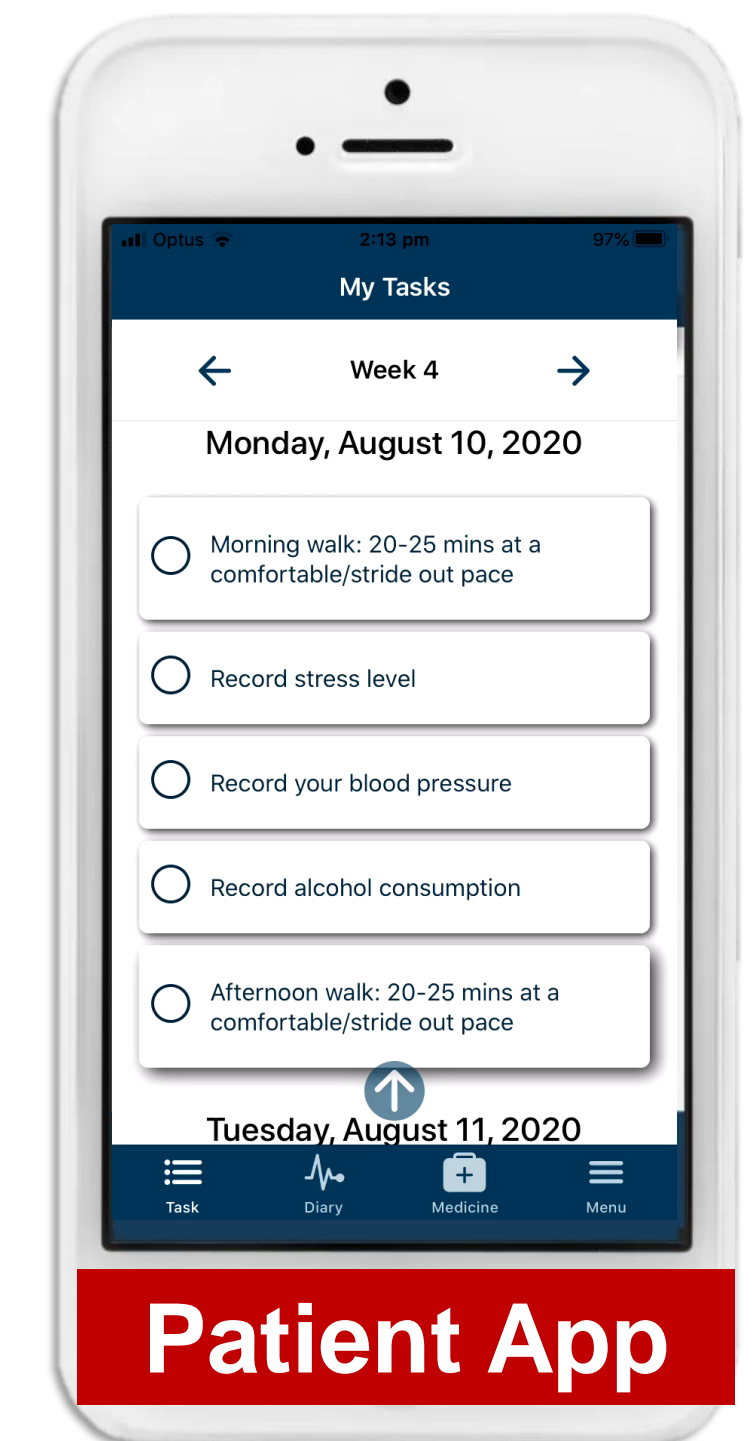 Optus 2:13 pm 97%
My Tasks
Week 4
Monday, August 10, 2020
Morning walk: 20-25 mins at a
comfortable/stride out pace
Record stress level
Record your blood pressure
Record alcohol consumption
Afternoon walk: 20-25 mins at a
comfortable/stride out pace
Tuesday, August 11, 2020
Task Diary Medicine Menu
Patient App